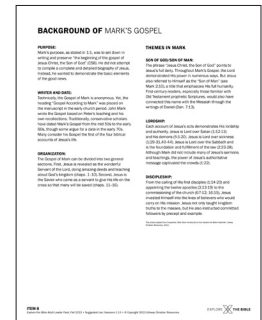 BACKGROUND OF MARK'S GOSPEL
PURPOSE:
Mark's purpose, as stated in 1:1, was to set down in
writing and preserve "the beginning of the gospel of
Jesus Christ, the Son of God" (CSB). He did not attempt
to compile a complete and detailed biography of Jesus.
Instead, he wanted to demonstrate the basic elements
of the good news.
WRITER AND DATE:
Technically, the Gospel of Mark is anonymous. Yet, the
heading "Gospel According to Mark" was placed on
the manuscript in the early church period. John Mark
wrote the Gospel based on Peter's teaching and his
own recollections. Traditionally, conservative scholars
have dated Mark's Gospel from the mid 50s to the early
60s, though some argue for a date in the early 70s.
Many consider his Gospel the first of the four biblical
accounts of Jesus's life.
ORGANIZATION:
The Gospel of Mark can be divided into two general
sections. First, Jesus is revealed as the wonderful
Servant of the Lord, doing amazing deeds and teaching
about God's kingdom (chaps. 1–10). Second, Jesus is
the Savior who came as a servant to give His life on the
cross so that many will be saved (chaps. 11–16).
THEMES IN MARK
SON OF GOD/SON OF MAN:
The phrase "Jesus Christ, the Son of God" points to
Jesus's full deity. Throughout Mark's Gospel, the Lord
demonstrated His power in numerous ways. But Jesus
also referred to Himself as the "Son of Man" (see
Mark 2:10), a title that emphasizes His full humanity.
First-century readers, especially those familiar with
Old Testament prophetic Scriptures, would also have
connected this name with the Messiah through the
writings of Daniel (Dan. 7:13).
LORDSHIP:
Each account of Jesus's acts demonstrates His lordship
and authority. Jesus is Lord over Satan (1:12-13)
and his demons (5:1-20). Jesus is Lord over sickness
(1:29-31,40-44). Jesus is Lord over the Sabbath and
is the foundation and fulfillment of the law (2:23-28).
Although Mark did not include many of Jesus's sermons
and teachings, the power of Jesus's authoritative
message captivated the crowds (1:22).
DISCIPLESHIP:
From the calling of the first disciples (1:14-20) and
appointing the twelve apostles (3:13-19) to the
commissioning of the church (6:7-13; 16:15), Jesus
invested Himself into the lives of believers who would
carry on His mission. Jesus not only taught kingdom
truths to the masses, but He also instructed committed
followers by precept and example.
ITEM 8
EXPLORE THE BIBLE